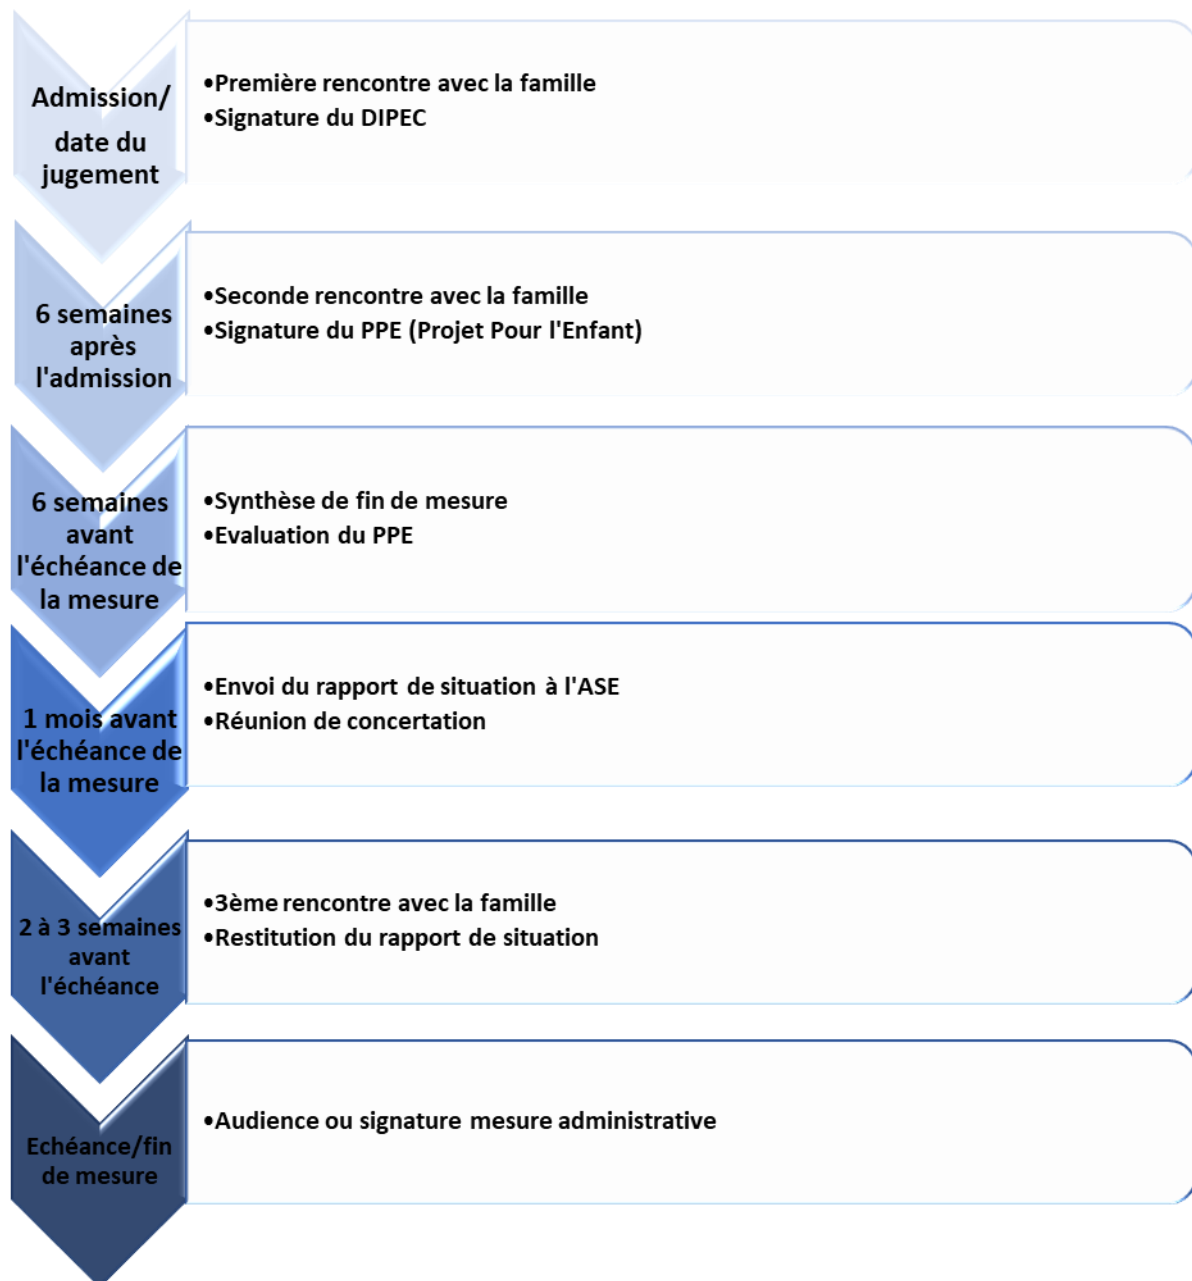 Admission/
date du
jugement
•Première rencontre avec la famille
•Signature du DIPEC
6 semaines
après
l'admission
•Seconde rencontre avec la famille
•Signature du PPE (Projet Pour l'Enfant)
6 semaines
avant
l'échéance de
la mesure
•Synthèse de fin de mesure
•Evaluation du PPE
1 mois avant
l'échéance de
la mesure
•Envoi du rapport de situation à l'ASE
•Réunion de concertation
2 à 3 semaines
avant
l'échéance
•3ème rencontre avec la famille
•Restitution du rapport de situation
Echéance/fin
de mesure
•Audience ou signature mesure administrative